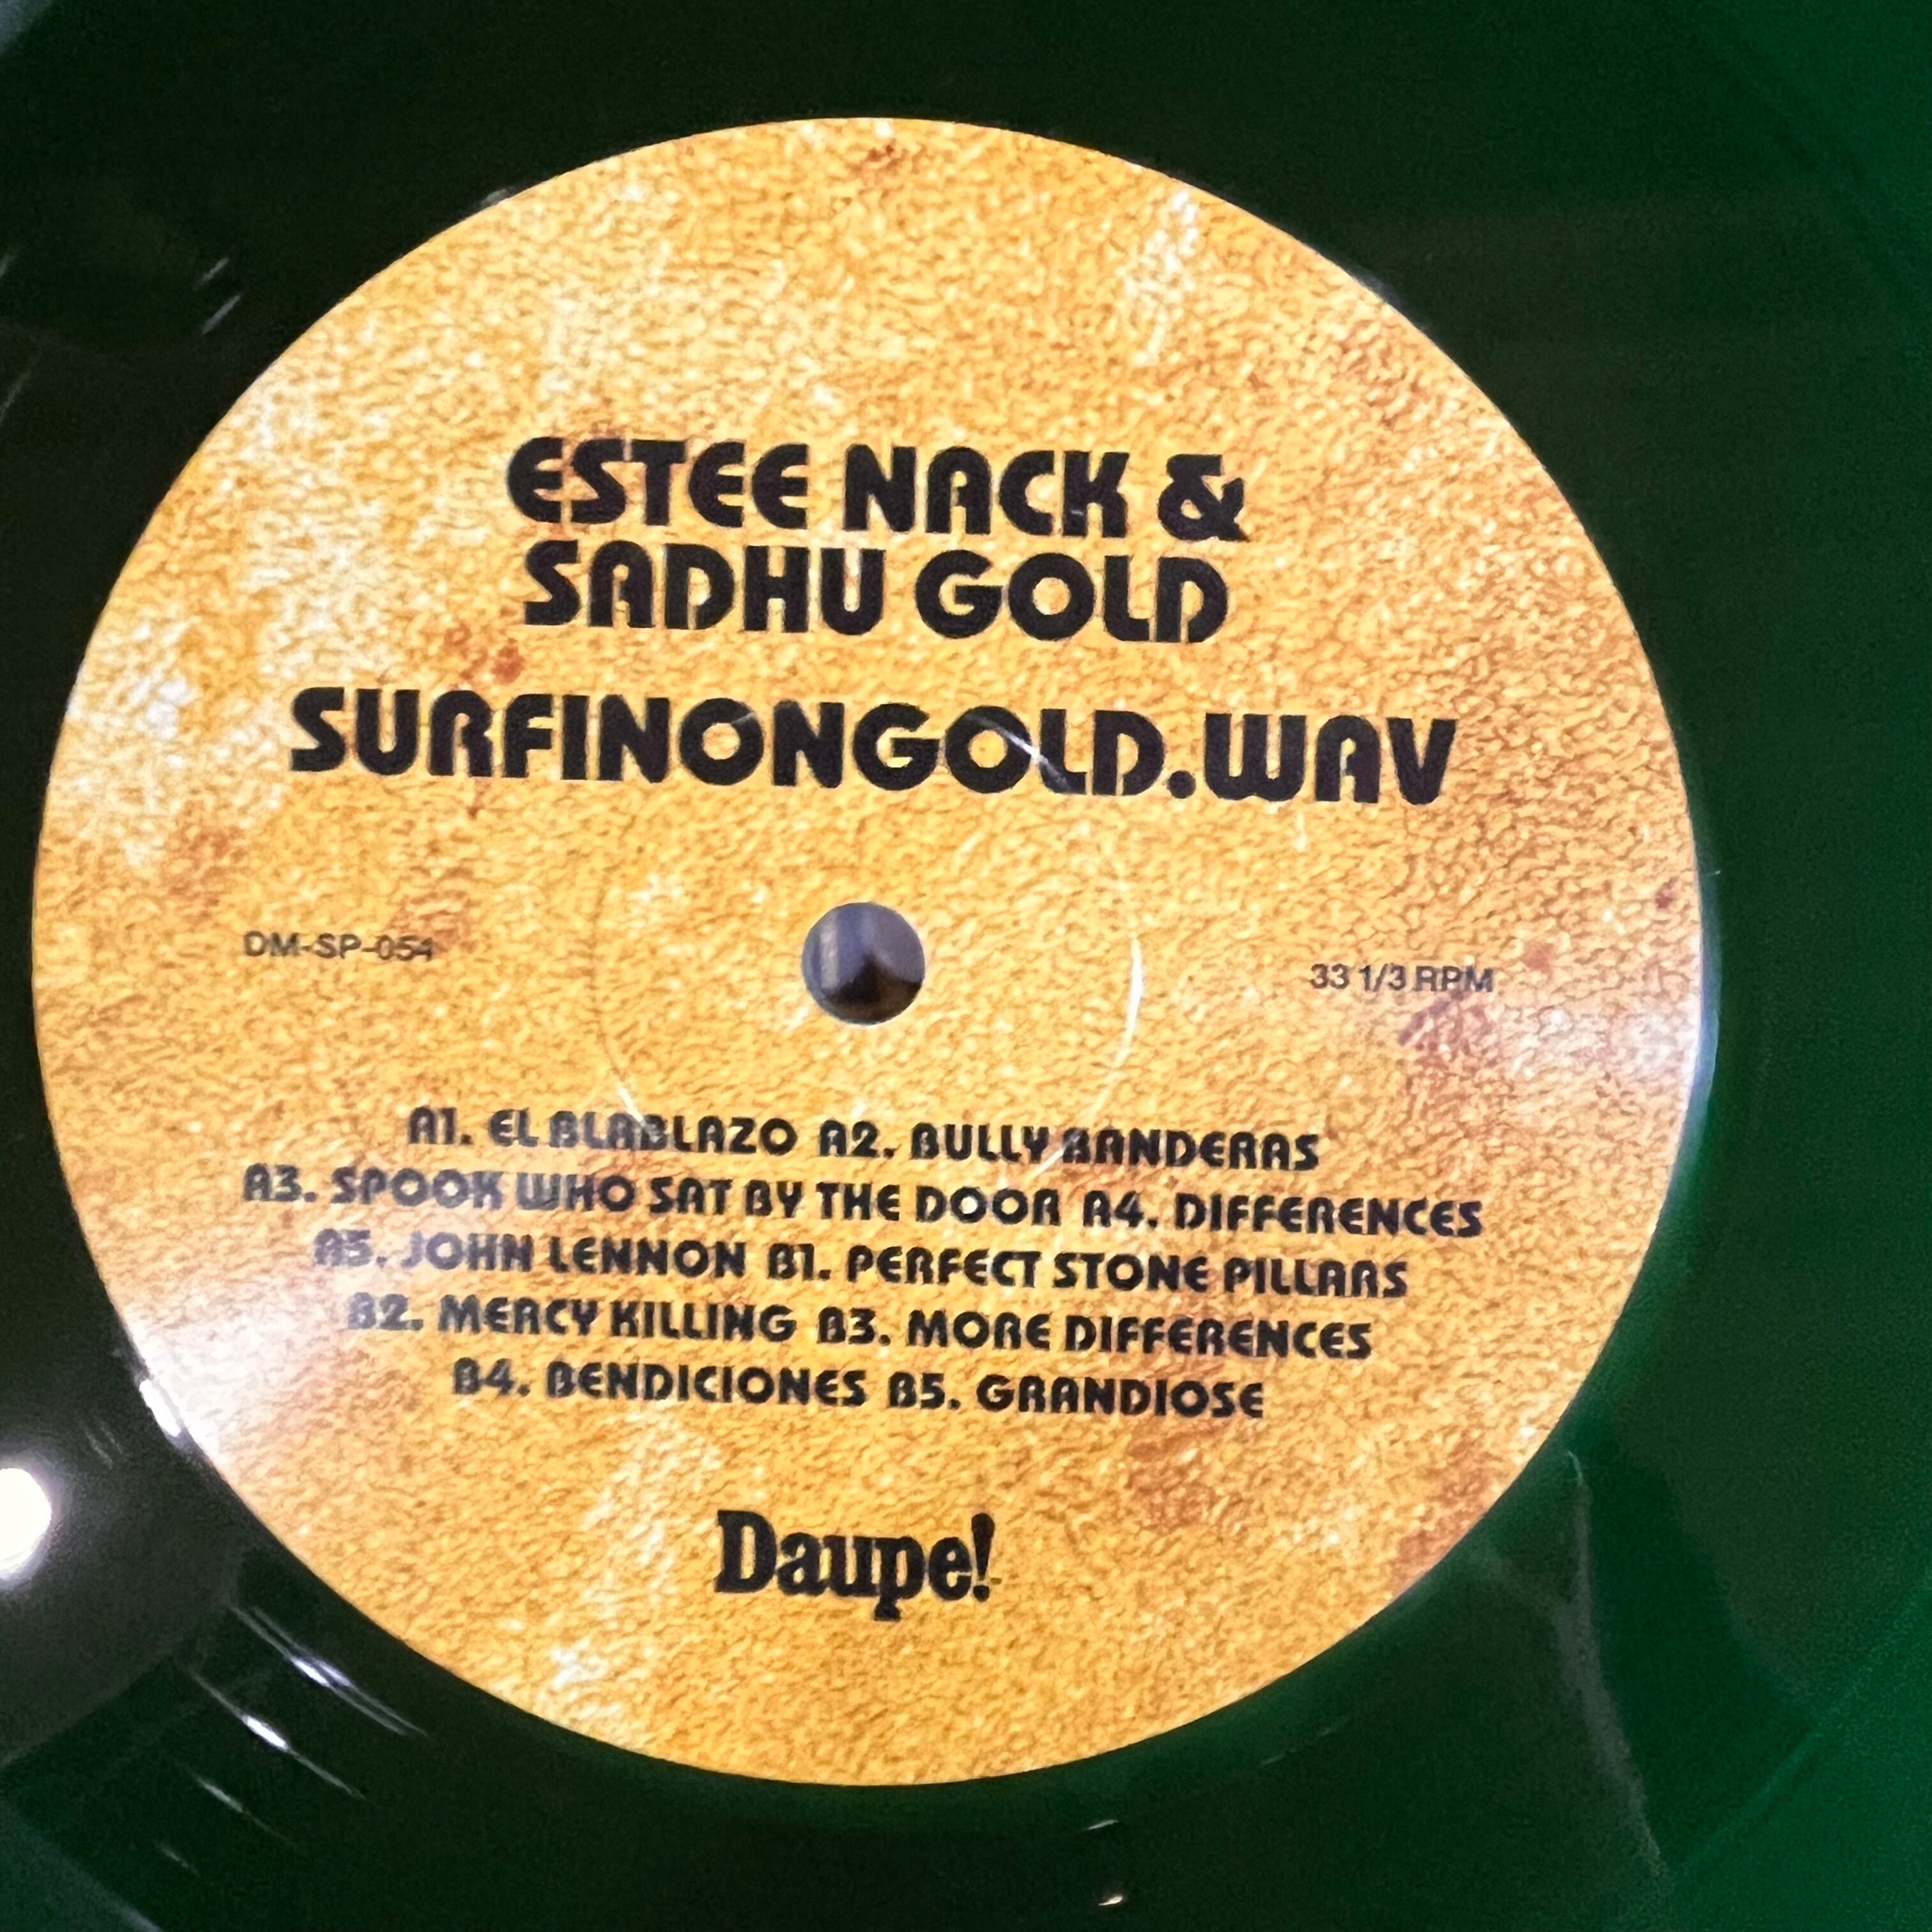 ESTEE NACK &
SADHU GOLD
SURFINONGOLD.WAV
DM-SP-054
33 1/3 RPM
A1. EL BLABLAZO A2. BULLY BANDERAS
A3. SPOOK WHO SAT BY THE DOOR A4. DIFFERENCES
A5. JOHN LENNON B1. PERFECT STONE PILLARS
B2. MERCY KILLING B3. MORE DIFFERENCES
B4. BENDICIONES B5. GRANDIOSE
Daupe!